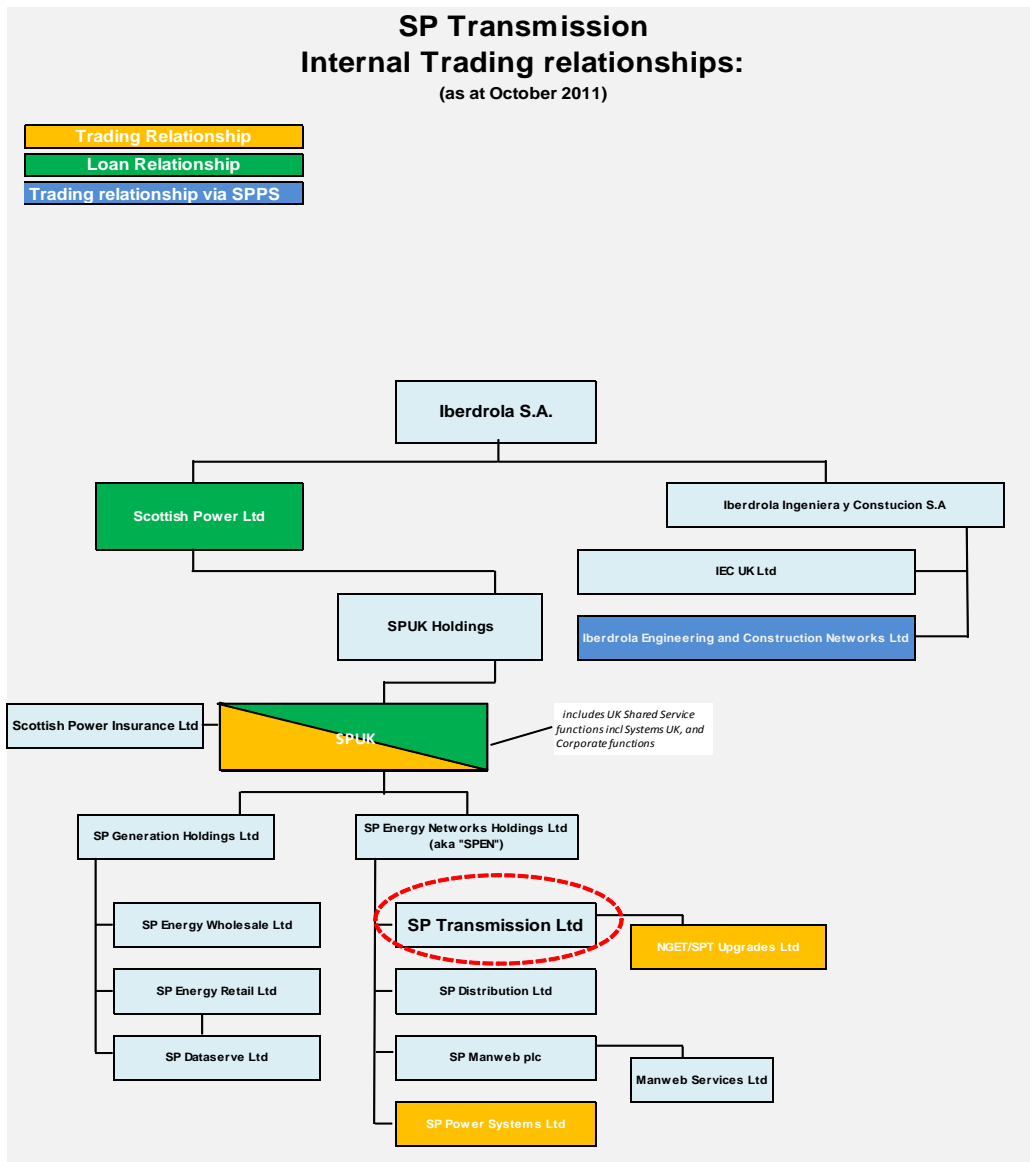 SP Transmission
Internal Trading relationships:
(as at October 2011)
Trading Relationship
Loan Relationship
Trading relationship via SPPS
Iberdrola S.A.
Scottish Power Ltd
Iberdrola Ingeniera y Constucion S.A
IEC UK Ltd
SPUK Holdings
Iberdrola Engineering and Construction Networks Ltd
Scottish Power Insurance Ltd
SPUK
includes UK Shared Service
functions incl Systems UK, and
Corporate functions
SP Generation Holdings Ltd
SP Energy Networks Holdings Ltd
(aka "SPEN")
SP Energy Wholesale Ltd
SP Transmission Ltd
NGET/SPT Upgrades Ltd
SP Energy Retail Ltd
SP Distribution Ltd
SP Dataserve Ltd
SP Manweb plc
Manweb Services Ltd
SP Power Systems Ltd